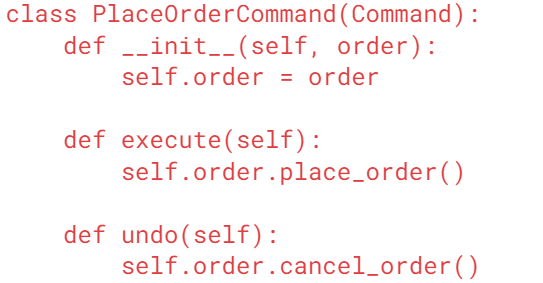 class PlaceOrderCommand(Command):
    def __init__(self, order):
        self.order = order

    def execute(self):
        self.order.place_order()

    def undo(self):
        self.order.cancel_order()